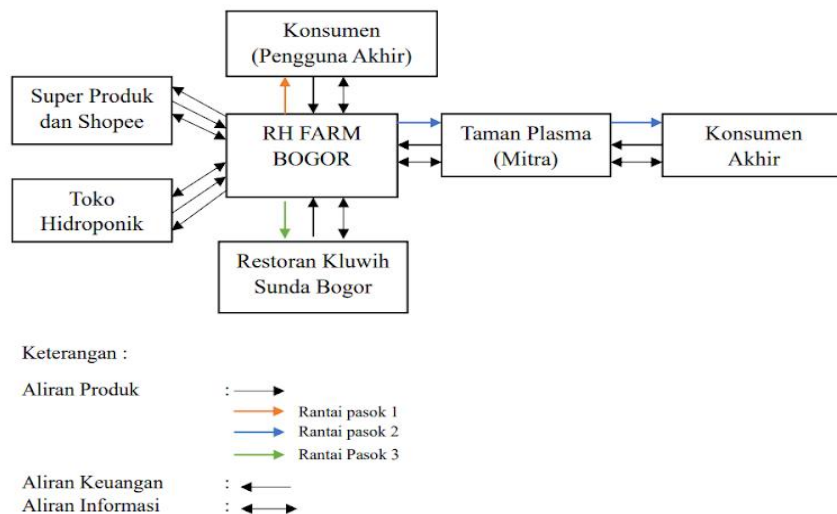 Konsumen
(Pengguna Akhir)
Super Produk
dan Shopee
RH FARM
BOGOR
Taman Plasma
(Mitra)
Konsumen
Akhir
Toko
Hidroponik
Restoran Kluwih
Sunda Bogor
Keterangan :
Aliran Produk :
Rantai pasok 1
Rantai pasok 2
Rantai Pasok 3
Aliran Keuangan :
Aliran Informasi :